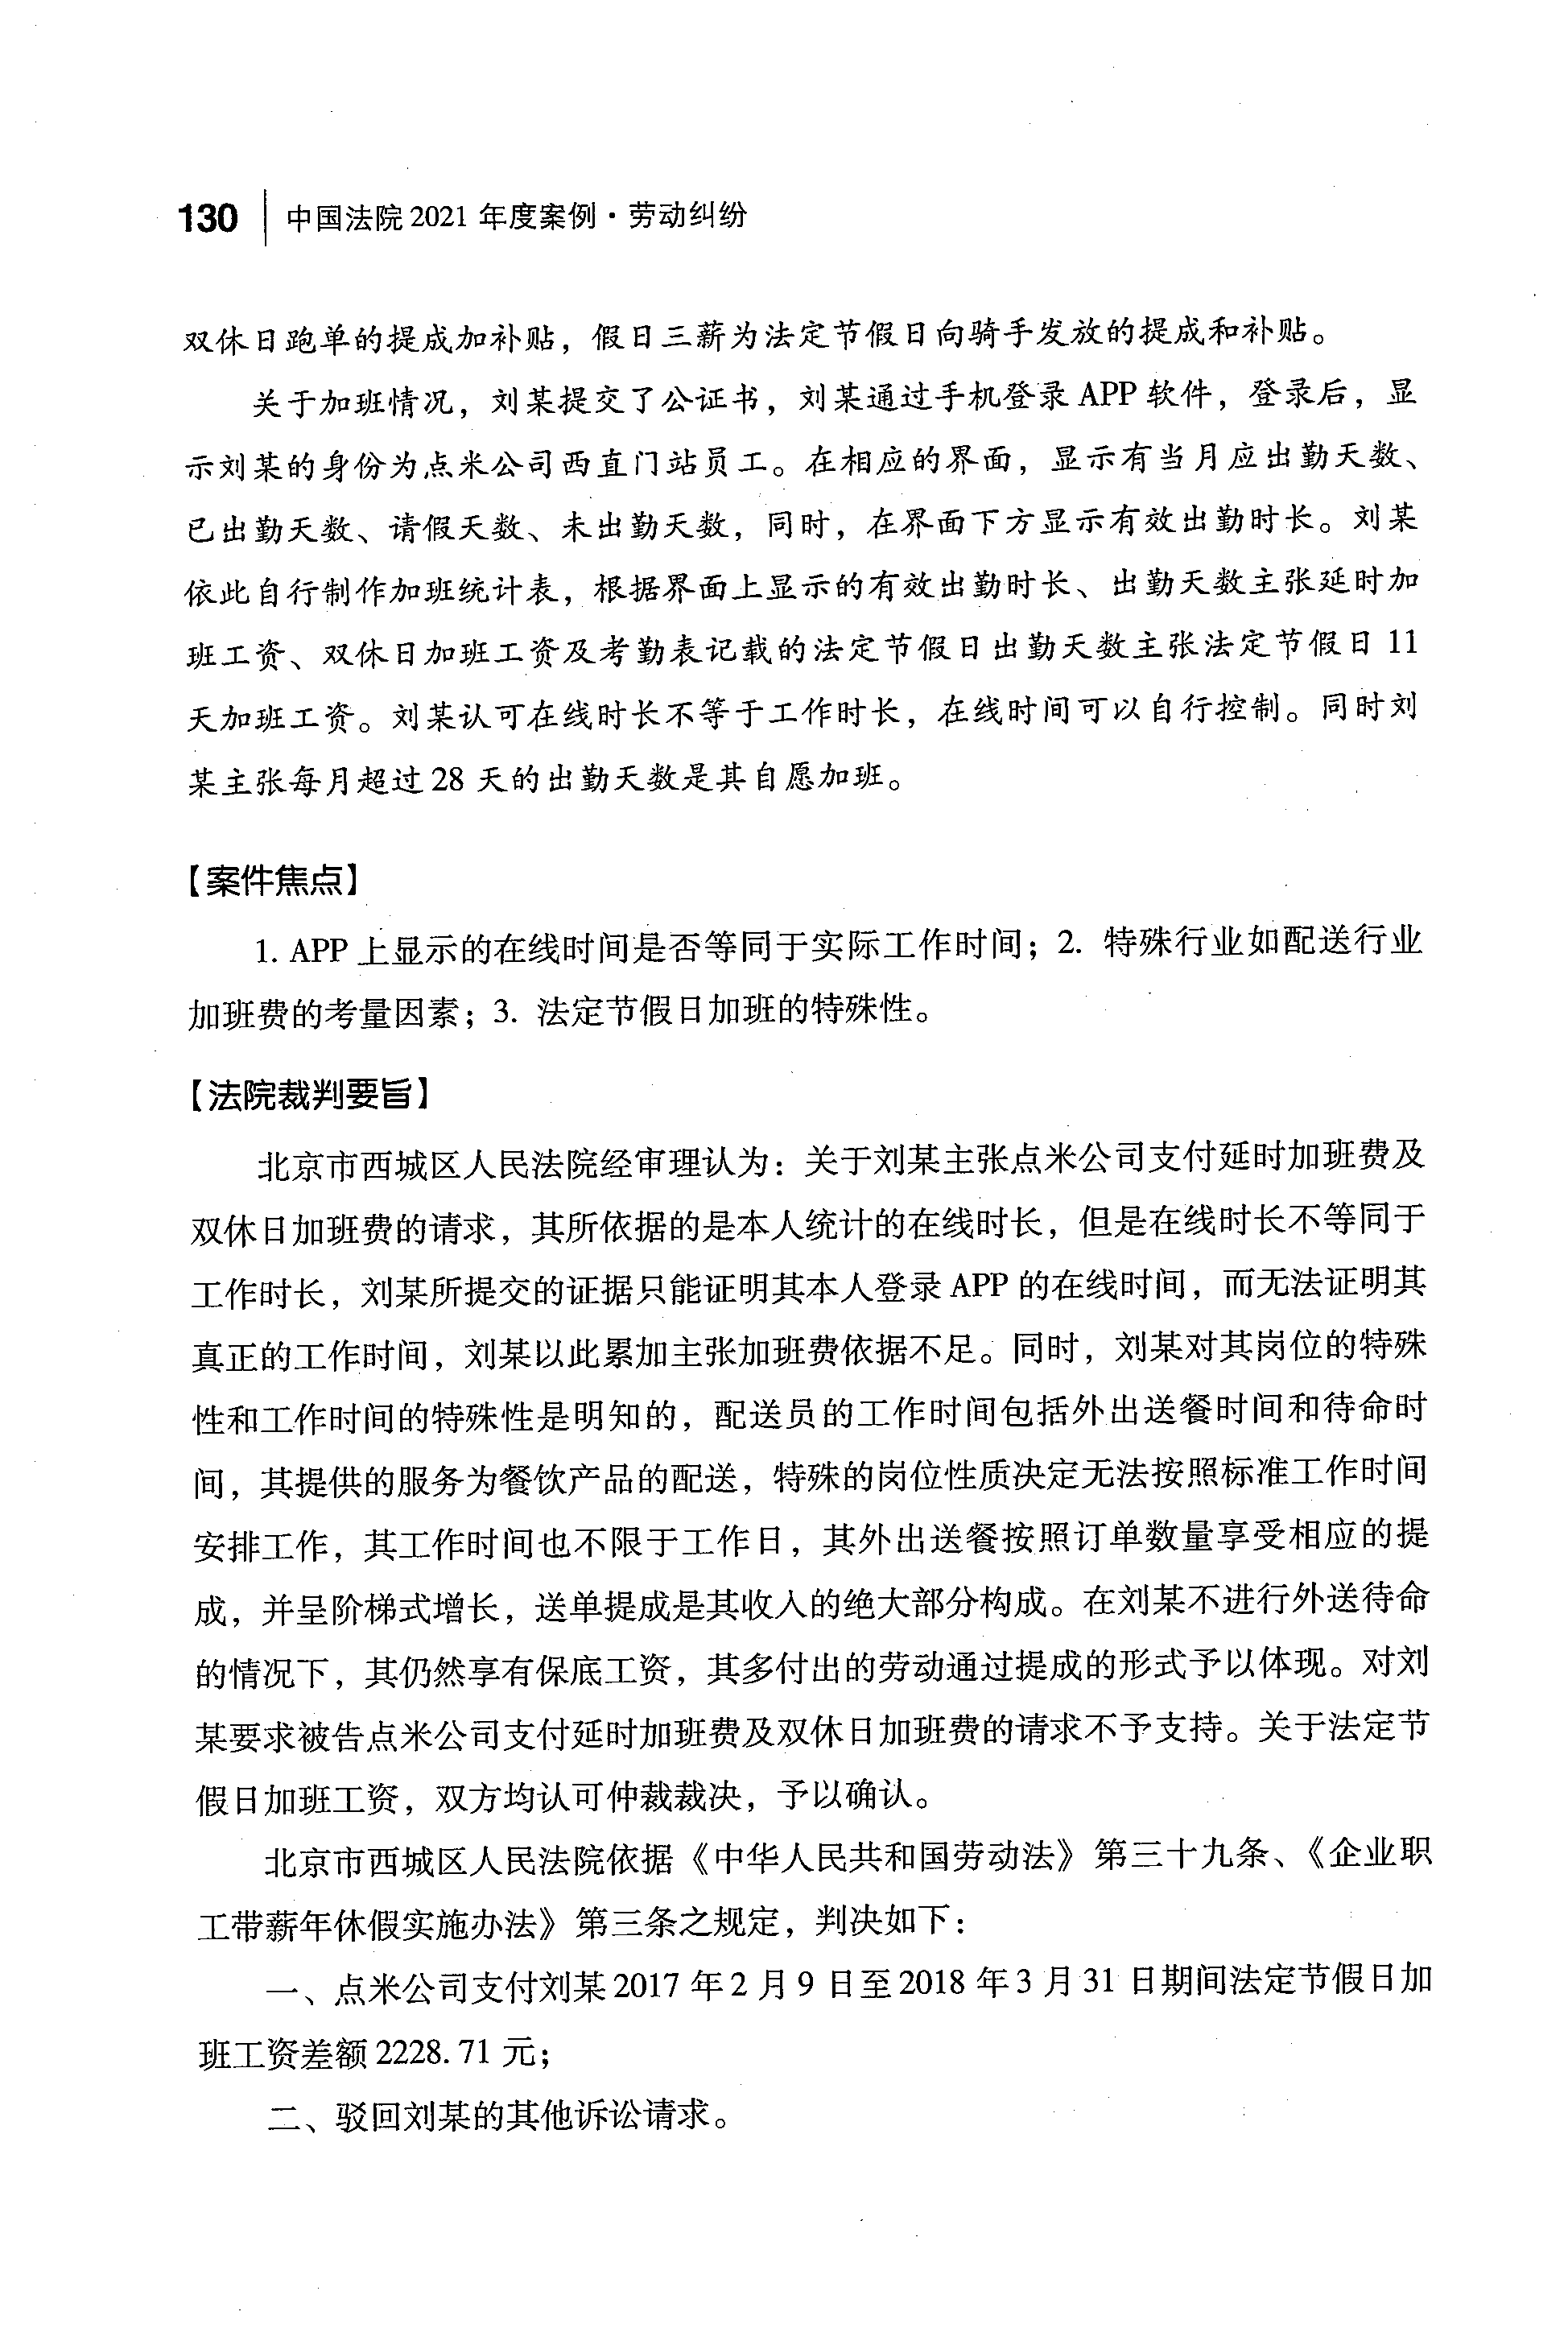 130 中国法院2021年度案例·劳动纠纷
双休日跑单的提成加补贴，假日三薪为法定节假日向骑手发放的提成和补贴。
关于加班情况，刘某提交了公证书，刘某通过手机登录APP软件，登录后，显
示刘某的身份为点米公司西直门站员工。在相应的界面，显示有当月应出勤天数、
已出勤天数、请假天数、未出勤天数，同时，在界面下方显示有效出勤时长。刘某
依此自行制作加班统计表，根据界面上显示的有效出勤时长、出勤天数主张延时加
班工资、双休日加班工资及考勤表记载的法定节假日出勤天数主张法定节假日11
天加班工资。刘某认可在线时长不等于工作时长，在线时间可以自行控制。同时刘
某主张每月超过28天的出勤天数是其自愿加班。
【案件焦点】
1. APP上显示的在线时间是否等同于实际工作时间；2. 特殊行业如配送行业
加班费的考量因素；3. 法定节假日加班的特殊性。
【法院裁判要旨】
北京市西城区人民法院经审理认为：关于刘某主张点米公司支付延时加班费及
双休日加班费的请求，其所依据的是本人统计的在线时长，但是在线时长不等同于
工作时长，刘某所提交的证据只能证明其本人登录APP的在线时间，而无法证明其
真正的工作时间，刘某以此累加主张加班费依据不足。同时，刘某对其岗位的特殊
性和工作时间的特殊性是明知的，配送员的工作时间包括外出送餐时间和待命时
间，其提供的服务为餐饮产品的配送，特殊的岗位性质决定无法按照标准工作时间
安排工作，其工作时间也不限于工作日，其外出送餐按照订单数量享受相应的提
成，并呈阶梯式增长，送单提成是其收入的绝大部分构成。在刘某不进行外送待命
的情况下，其仍然享有保底工资，其多付出的劳动通过提成的形式予以体现。对刘
某要求被告点米公司支付延时加班费及双休日加班费的请求不予支持。关于法定节
假日加班工资，双方均认可仲裁裁决，予以确认。
北京市西城区人民法院依据《中华人民共和国劳动法》第三十九条、《企业职
工带薪年休假实施办法》第三条之规定，判决如下：
一、点米公司支付刘某2017年2月9日至2018年3月31日期间法定节假日加
班工资差额2228.71元；
二、驳回刘某的其他诉讼请求。